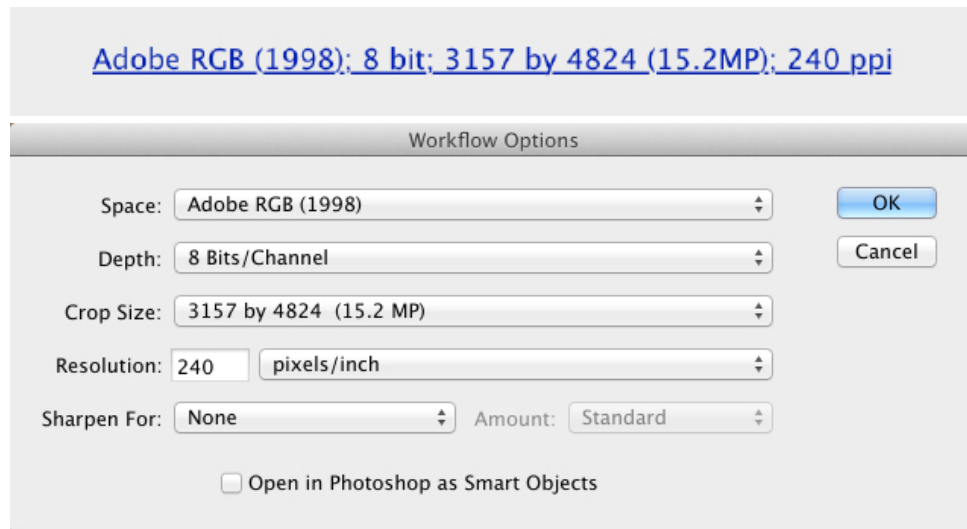 Adobe RGB (1998); 8 bit; 3157 by 4824 (15.2MP); 240 ppi
Workflow Options
Space: Adobe RGB (1998) OK
Depth: 8 Bits/Channel Cancel
Crop Size: 3157 by 4824 (15.2 MP)
Resolution: 240 pixels/inch
Sharpen For: None Amount: Standard
Open in Photoshop as Smart Objects